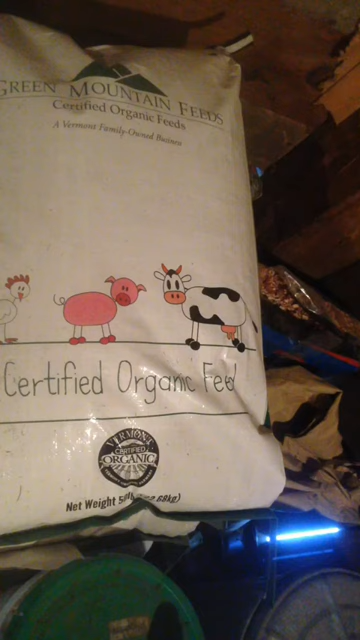 GREEN MOUNTAIN FEEDS
Certified Organic Feeds
A Vermont Family-Owned Business
Certified Organic Feed
VERMONT
CERTIFIED
ORGANIC
Net Weight